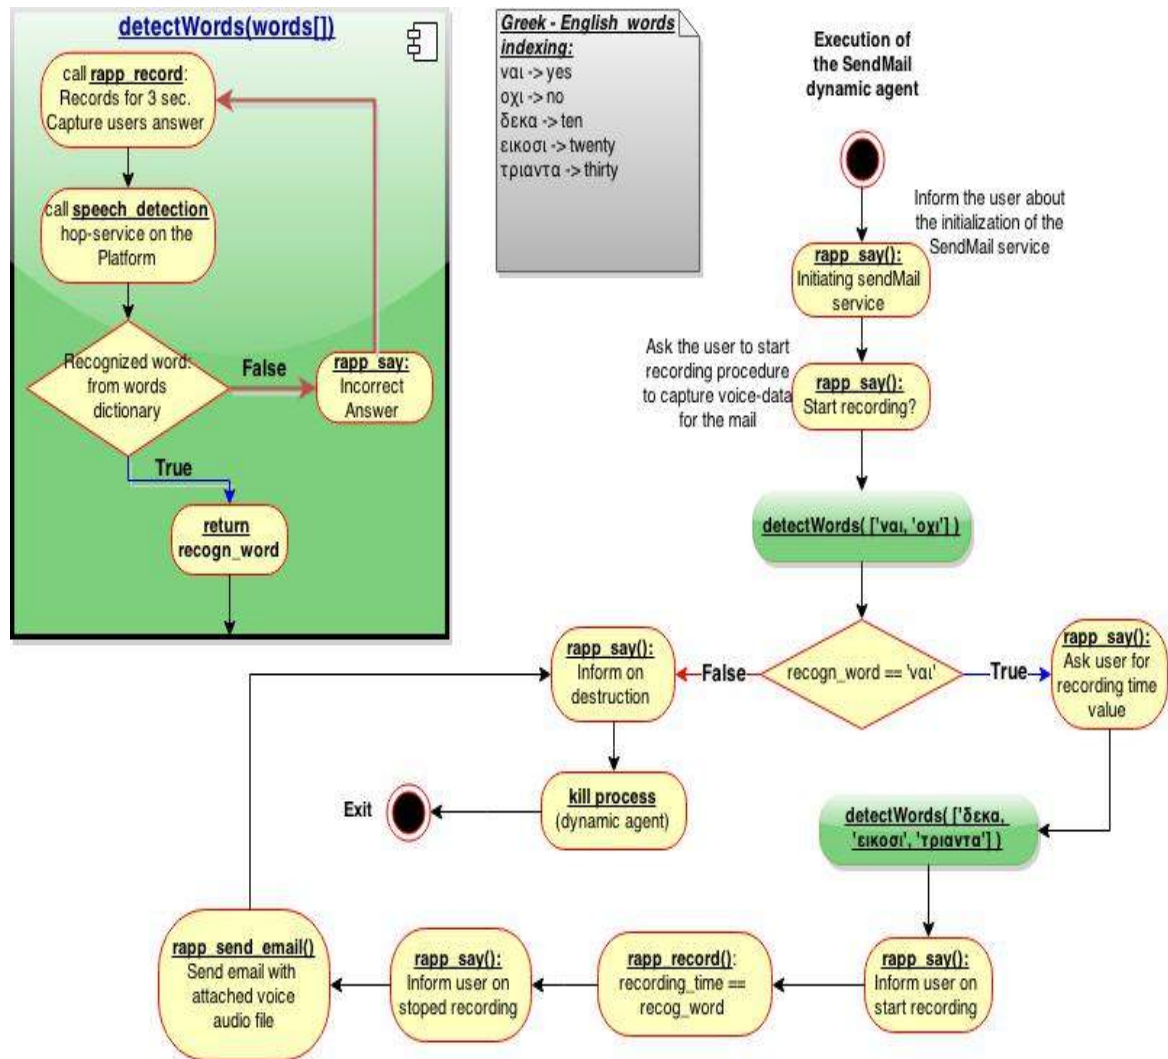 detectWords(words[])
call rapp_record:
Records for 3 sec.
Capture users answer
call speech_detection
hop-service on the
Platform
Recognized word:
from words
dictionary
False
rapp_say:
Incorrect
Answer
True
return
recogn_word
Greek - English words
indexing:
ναι -> yes
οχι -> no
δεκα -> ten
εικοσι -> twenty
τριαντα -> thirty
Execution of
the SendMail
dynamic agent
Inform the user about
the initialization of the
SendMail service
rapp_say():
Initiating sendMail
service
Ask the user to start
recording procedure
to capture voice-data
for the mail
rapp_say():
Start recording?
detectWords( ['ναι, 'οχι'] )
recogn_word == 'ναι'
False
True
rapp_say():
Inform on
destruction
rapp_say():
Ask user for
recording time
value
kill process
(dynamic agent)
Exit
detectWords( ['δεκα,
'εικοσι', 'τριαντα'] )
rapp_say():
Inform user on
start recording
rapp_record():
recording_time ==
recog_word
rapp_say():
Inform user on
stoped recording
rapp_send_email()
Send email with
attached voice
audio file